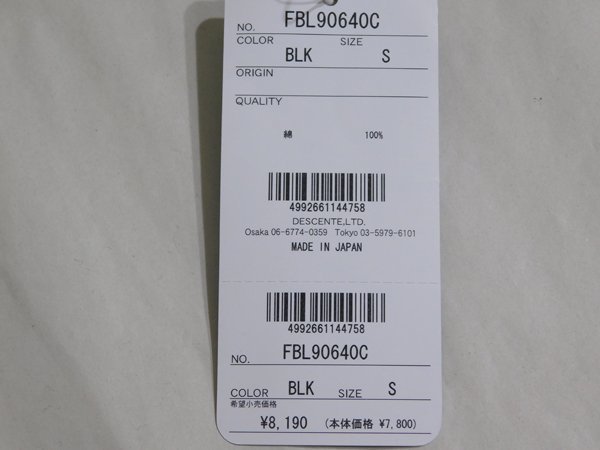 NO. FBL90640C
COLOR SIZE
BLK S
ORIGIN
QUALITY
綿 100%
4992661144758
DESCENTE,LTD.
Osaka 06-6774-0359 Tokyo 03-5979-6101
MADE IN JAPAN
4992661144758
NO. FBL90640C
COLOR BLK SIZE S
希望小売価格
¥8,190 (本体価格 ¥7,800)